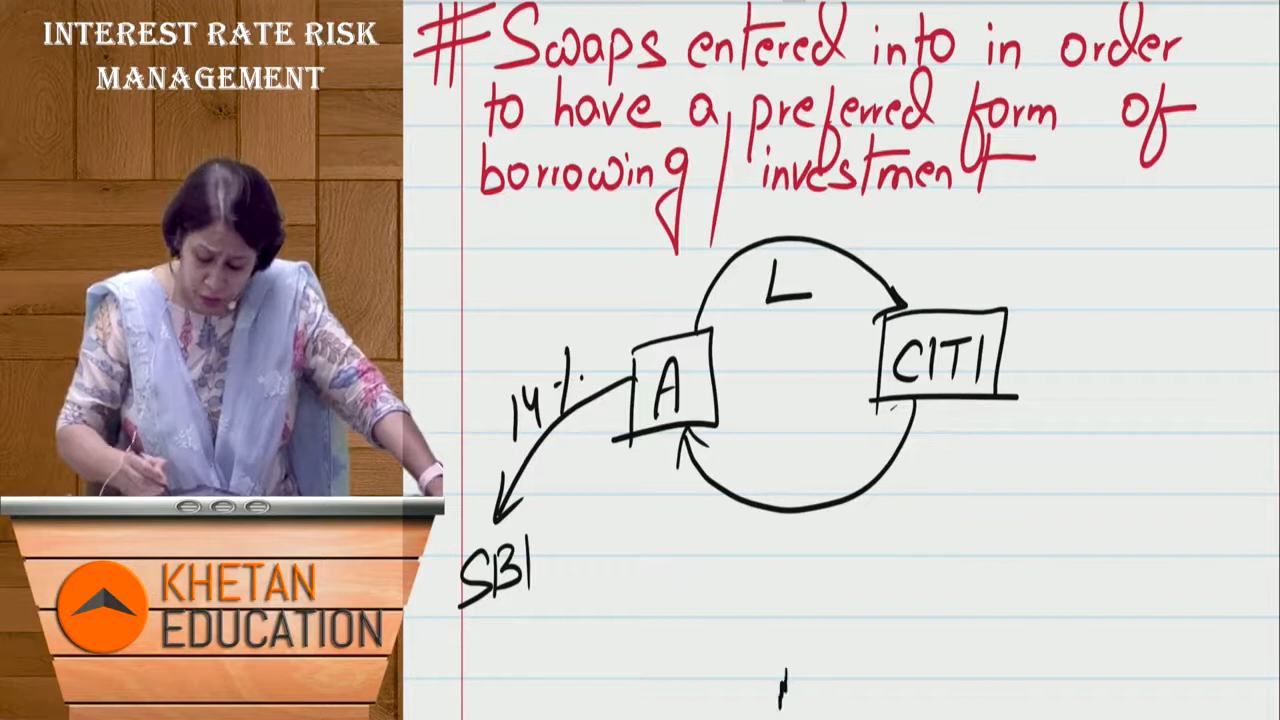 INTEREST RATE RISK
MANAGEMENT
# Swaps entered into in order
to have a preferred form of
borrowing / investment
L
A
CITI
14%
SBI
KHETAN
EDUCATION